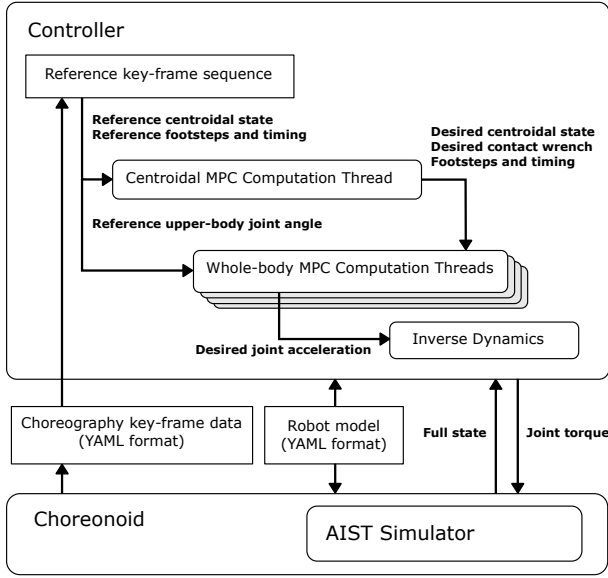 Controller
Reference key-frame sequence
Reference centroidal state
Reference footsteps and timing
Desired centroidal state
Desired contact wrench
Footsteps and timing
Centroidal MPC Computation Thread
Reference upper-body joint angle
Whole-body MPC Computation Threads
Inverse Dynamics
Desired joint acceleration
Choreography key-frame data
(YAML format)
Robot model
(YAML format)
Full state
Joint torque
Choreonoid
AIST Simulator